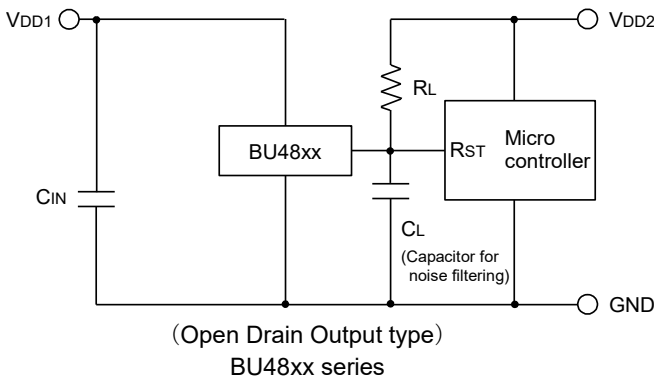 VDD1
VDD2
RL
BU48xx
RST
Micro
controller
CIN
CL
(Capacitor for
noise filtering)
GND
（Open Drain Output type）
BU48xx series